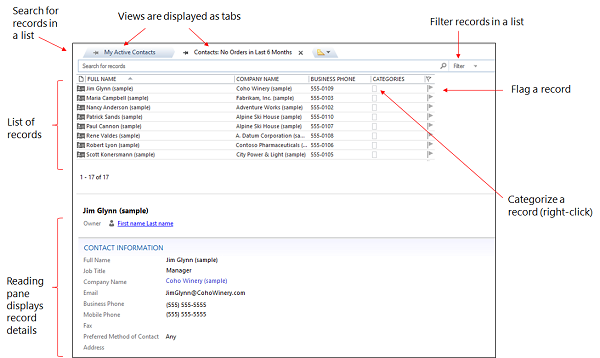 Search for
records in
a list
Views are displayed as tabs
Filter records in a list
My Active Contacts
Contacts: No Orders in Last 6 Months
Search for records
Filter
FULL NAME COMPANY NAME BUSINESS PHONE CATEGORIES
Jim Glynn (sample) Coho Winery (sample) 555-0109
Maria Campbell (sample) Fabrikam, Inc. (sample) 555-0103
Nancy Anderson (sample) Adventure Works (sample) 555-0102
Patrick Sands (sample) Alpine Ski House (sample) 555-0110
Paul Cannon (sample) Alpine Ski House (sample) 555-0107
Rene Valdes (sample) A. Datum Corporation (sa... 555-0108
Robert Lyon (sample) Contoso Pharmaceuticals (... 555-0106
Scott Konersmann (sample) City Power & Light (sample) 555-0105
Flag a record
List of
records
1 - 17 of 17
Categorize a
record (right-click)
Jim Glynn (sample)
Owner First name Last name
CONTACT INFORMATION
Full Name Jim Glynn (sample)
Job Title Manager
Company Name Coho Winery (sample)
Email JimGlynn@CohoWinery.com
Business Phone (555) 555-5555
Mobile Phone (555) 555-5555
Fax
Preferred Method of Contact Any
Address
Reading
pane
displays
record
details